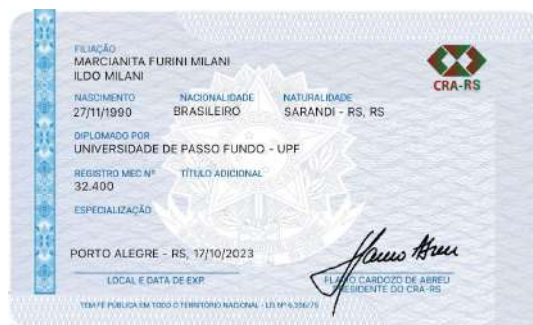 FILIAÇÃO
MARCIANITA FURINI MILANI
ILDO MILANI
CRA-RS
NASCIMENTO NACIONALIDADE NATURALIDADE
27/11/1990 BRASILEIRO SARANDI - RS, RS
DIPLOMADO POR
UNIVERSIDADE DE PASSO FUNDO - UPF
REGISTRO MEC Nº TÍTULO ADICIONAL
32.400
ESPECIALIZAÇÃO
PORTO ALEGRE - RS, 17/10/2023
LOCAL E DATA DE EXP. FLAVIO CARDOZO DE ABREU
PRESIDENTE DO CRA-RS
TEM FÉ PÚBLICA EM TODO O TERRITÓRIO NACIONAL - LEI Nº 6.206/75